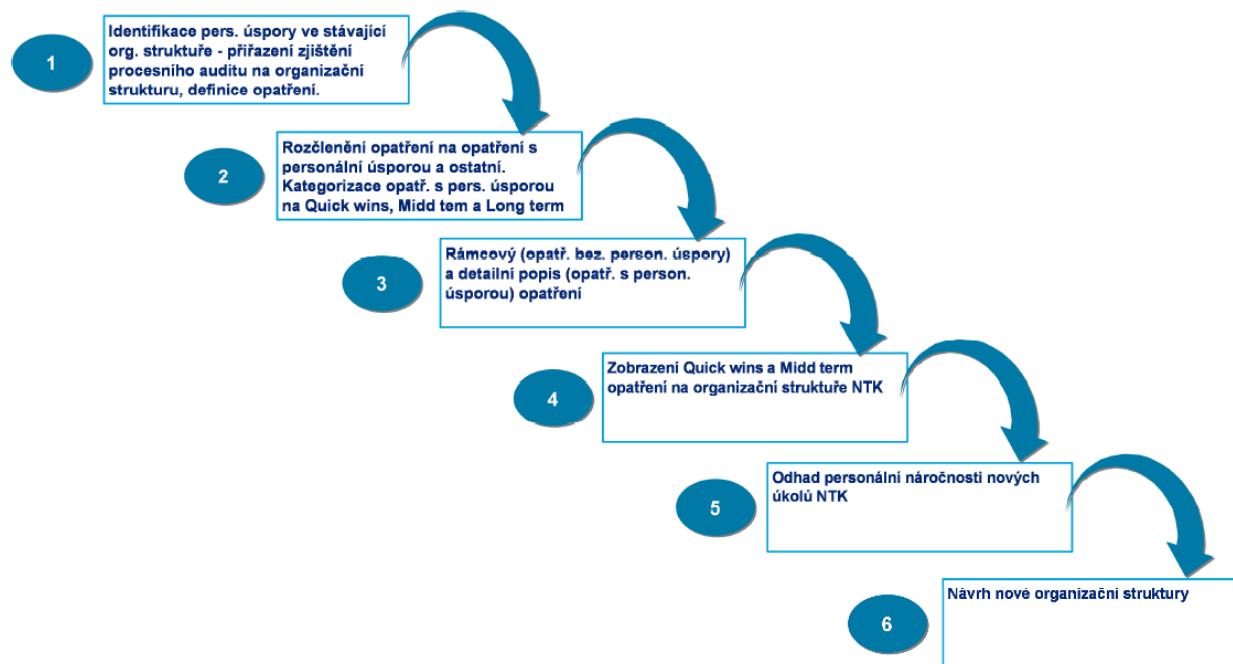 1
Identifikace pers. úspory ve stávající
org. struktuře - přiřazení zjištění
procesního auditu na organizační
strukturu, definice opatření.
2
Rozčlenění opatření na opatření s
personální úsporou a ostatní.
Kategorizace opatř. s pers. úsporou
na Quick wins, Midd tem a Long term
3
Rámcový (opatř. bez. person. úspory)
a detailní popis (opatř. s person.
úsporou) opatření
4
Zobrazení Quick wins a Midd term
opatření na organizační struktuře NTK
5
Odhad personální náročnosti nových
úkolů NTK
6
Návrh nové organizační struktury